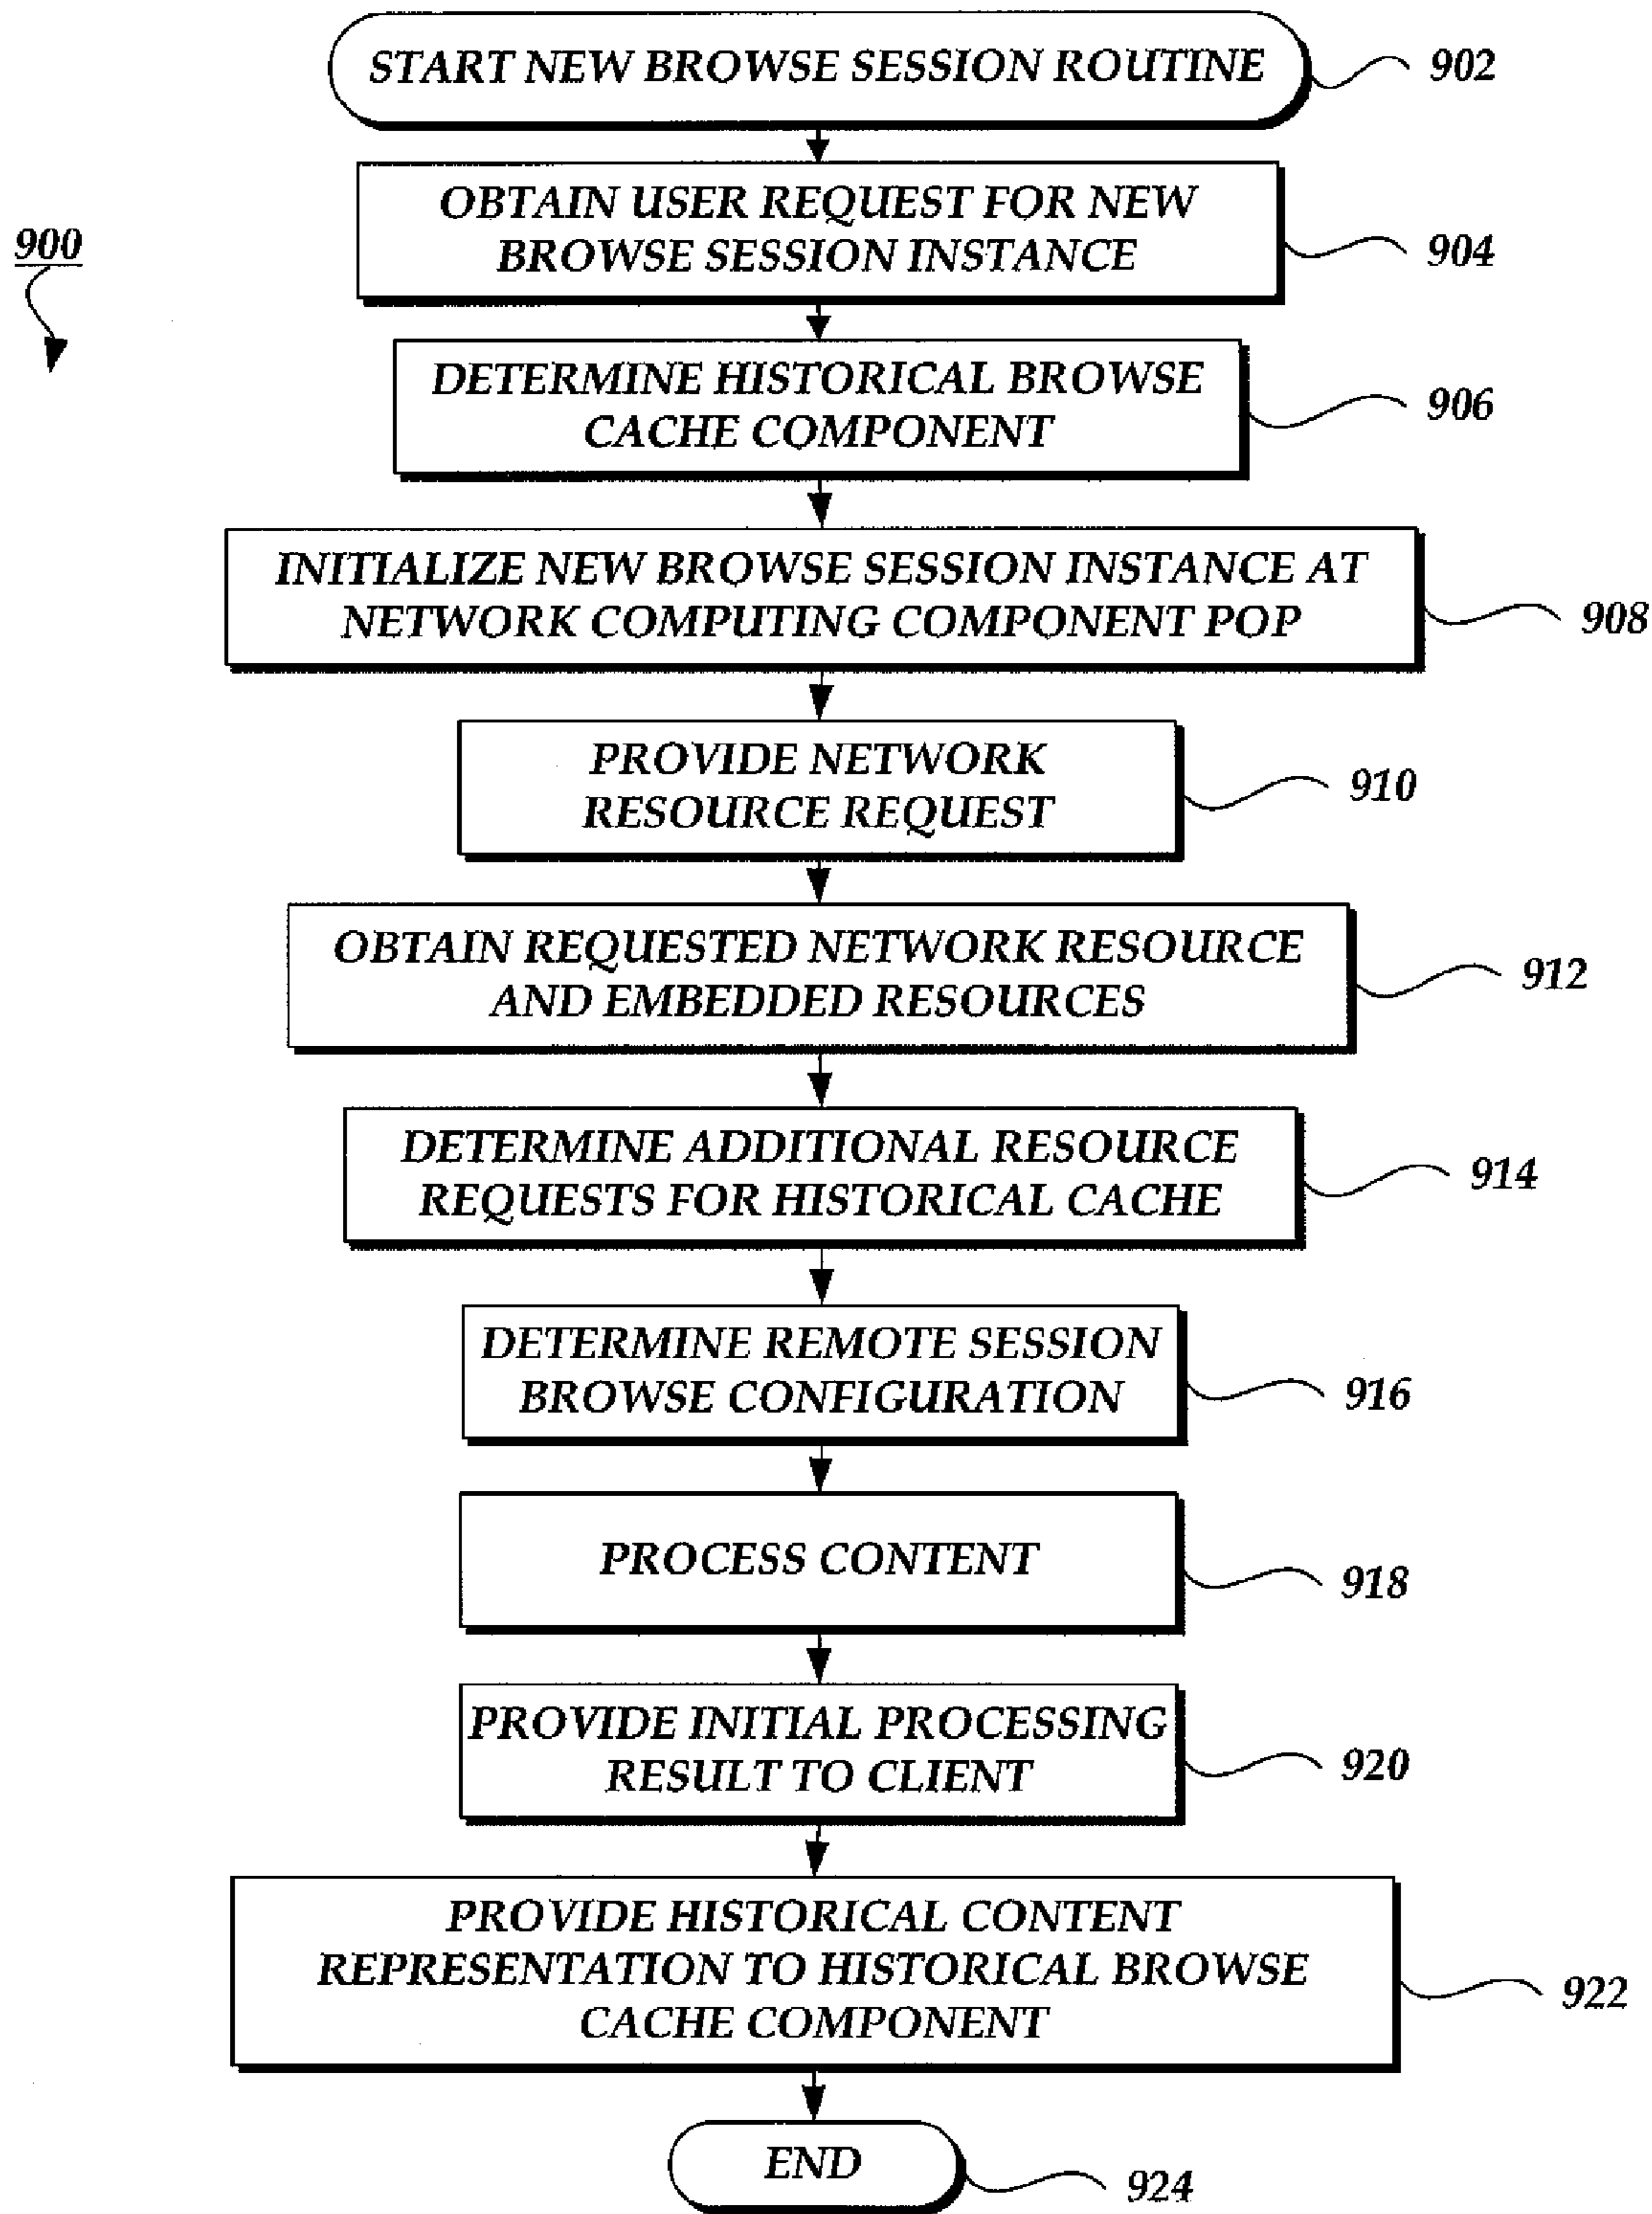 START NEW BROWSE SESSION ROUTINE
902
OBTAIN USER REQUEST FOR NEW
BROWSE SESSION INSTANCE
904
900
DETERMINE HISTORICAL BROWSE
CACHE COMPONENT
906
INITIALIZE NEW BROWSE SESSION INSTANCE AT
NETWORK COMPUTING COMPONENT POP
908
PROVIDE NETWORK
RESOURCE REQUEST
910
OBTAIN REQUESTED NETWORK RESOURCE
AND EMBEDDED RESOURCES
912
DETERMINE ADDITIONAL RESOURCE
REQUESTS FOR HISTORICAL CACHE
914
DETERMINE REMOTE SESSION
BROWSE CONFIGURATION
916
PROCESS CONTENT
918
PROVIDE INITIAL PROCESSING
RESULT TO CLIENT
920
PROVIDE HISTORICAL CONTENT
REPRESENTATION TO HISTORICAL BROWSE
CACHE COMPONENT
922
END
924